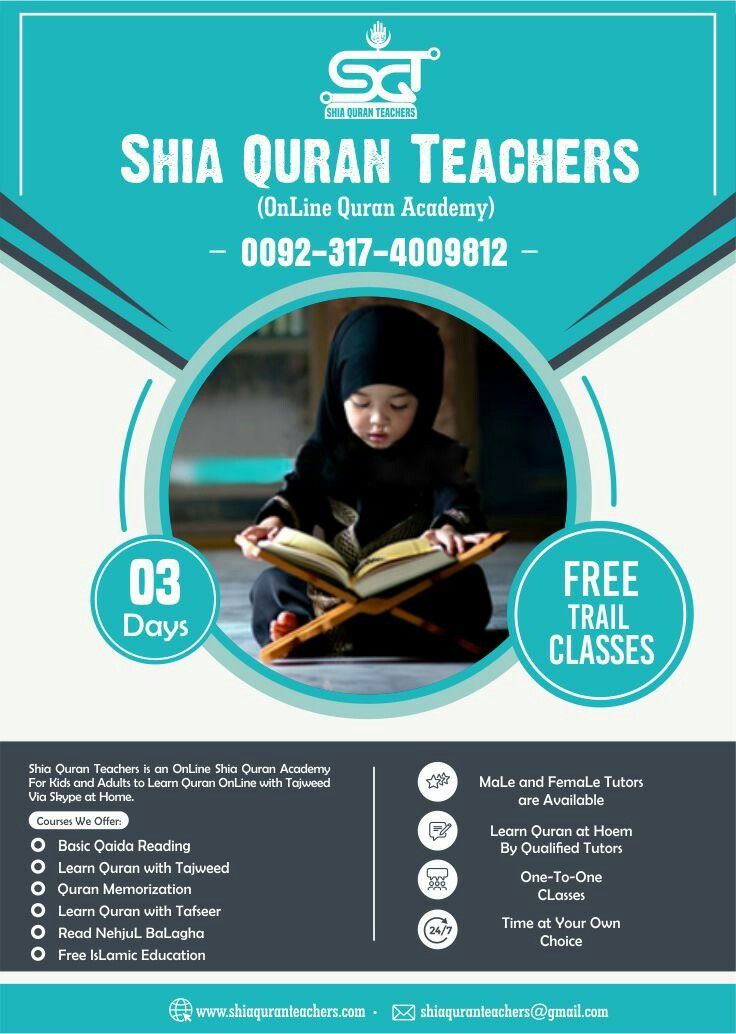 SQT
SHIA QURAN TEACHERS
SHIA QURAN TEACHERS
(OnLine Quran Academy)
– 0092-317-4009812 –
03
Days
FREE
TRAIL
CLASSES
Shia Quran Teachers is an OnLine Shia Quran Academy
For Kids and Adults to Learn Quran OnLine with Tajweed
Via Skype at Home.
Courses We Offer:
Basic Qaida Reading
Learn Quran with Tajweed
Quran Memorization
Learn Quran with Tafseer
Read NehjuL BaLagha
Free IsLamic Education
MaLe and FemaLe Tutors
are Available
Learn Quran at Hoem
By Qualified Tutors
One-To-One
CLasses
24/7
Time at Your Own
Choice
www.shiaquranteachers.com · shiaquranteachers@gmail.com